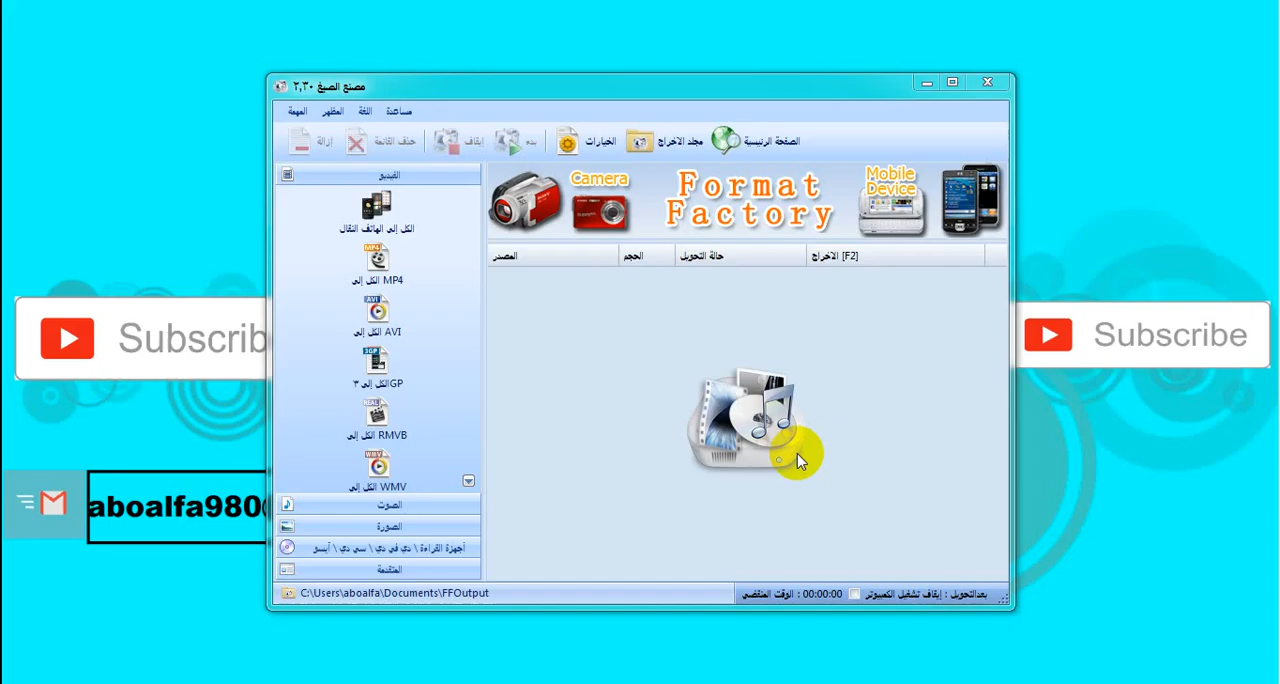 مصنع الصيغ ٢,٣٠
المهمة
المظهر
اللغة
مساعدة
إزالة
حذف القائمة
إيقاف
بدء
الخيارات
مجلد الاخراج
الصفحة الرئيسية
الفيديو
Camera
Format
Factory
Mobile
Device
المصدر
الحجم
حالة التحويل
الاخراج [F2]
الكل إلى الهاتف النقال
MP4
الكل إلى MP4
AVI
الكل إلى AVI
3GP
الكل إلى ٣GP
REAL
الكل إلى RMVB
WMV
الكل إلى WMV
الصوت
الصورة
أجهزة القراءة \ دي في دي \ سي دي \ آيسو
المتقدمة
C:\Users\aboalfa\Documents\FFOutput
الوقت المنقضي : 00:00:00
بعدالتحويل : إيقاف تشغيل الكمبيوتر
Subscrib
Subscribe
aboalfa980